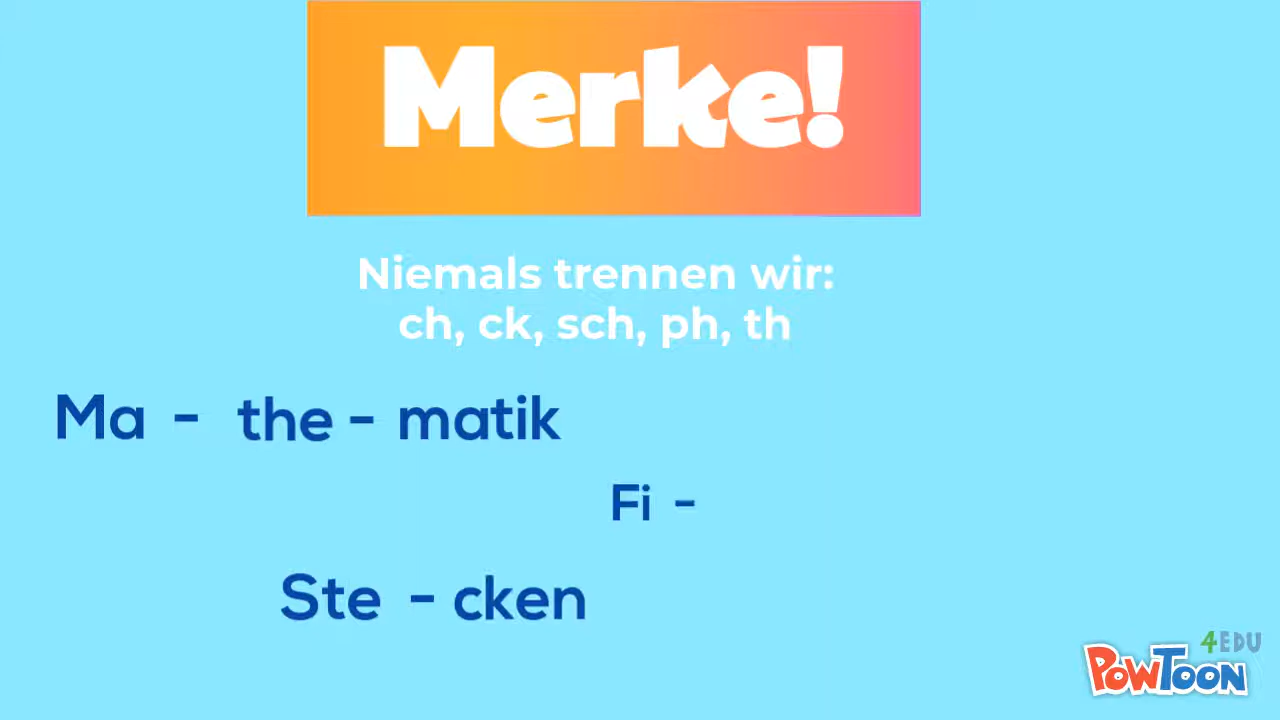 Merke!
Niemals trennen wir:
ch, ck, sch, ph, th
Ma - the - matik
Fi -
Ste - cken
4EDU
POWTOON